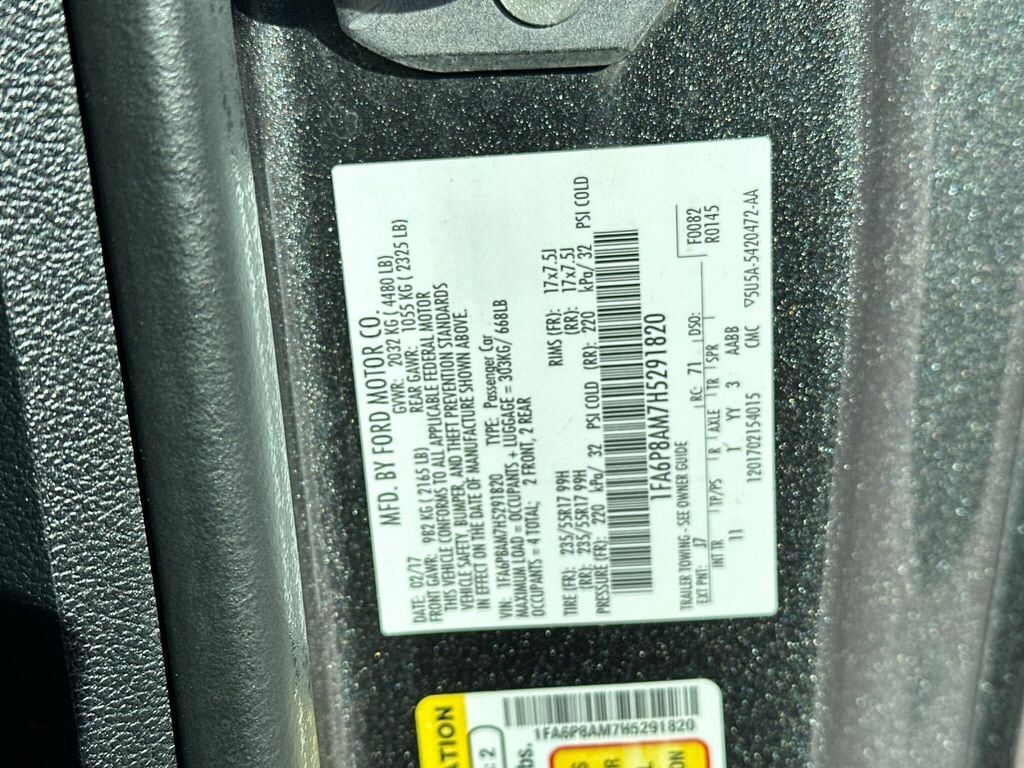 MFD. BY FORD MOTOR CO.
DATE: 02/17 GVWR: 2032 KG ( 4480 LB)
FRONT GAWR: 982 KG ( 2165 LB) REAR GAWR: 1055 KG ( 2325 LB)
THIS VEHICLE CONFORMS TO ALL APPLICABLE FEDERAL MOTOR
VEHICLE SAFETY, BUMPER, AND THEFT PREVENTION STANDARDS
IN EFFECT ON THE DATE OF MANUFACTURE SHOWN ABOVE.
VIN: 1FA6P8AM7H5291820 TYPE: Passenger Car
MAXIMUM LOAD = OCCUPANTS + LUGGAGE = 303KG/ 668LB
OCCUPANTS = 4 TOTAL: 2 FRONT, 2 REAR
TIRE (FR): 235/55R17 99H RIMS (FR): 17x7.5J
(RR): 235/55R17 99H (RR): 17x7.5J
PRESSURE (FR): 220 kPa/ 32 PSI COLD (RR): 220 kPa/ 32 PSI COLD
1FA6P8AM7H5291820
TRAILER TOWING - SEE OWNER GUIDE
F0082
EXT PNT: J7 RC: 71 DSO: R0145
INT TR TP/PS R AXLE TR SPR
11 Y YY 3 AABB
1201702154015 CMC 5U5A-5420472-AA
ATION
: 2
1FA6P8AM7H5291820
bs.
ON